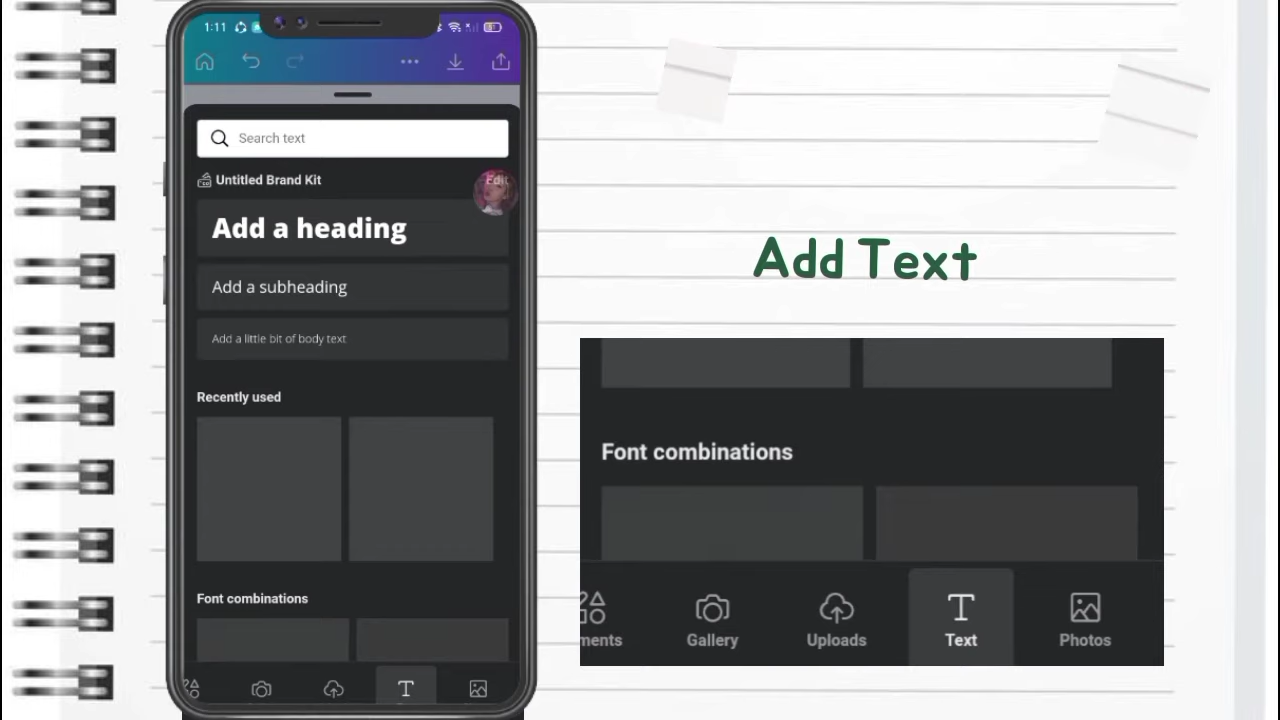 1:11
Search text
Untitled Brand Kit
Edit
Add a heading
Add a subheading
Add a little bit of body text
Recently used
Font combinations
Add Text
Font combinations
ments
Gallery
Uploads
Text
Photos